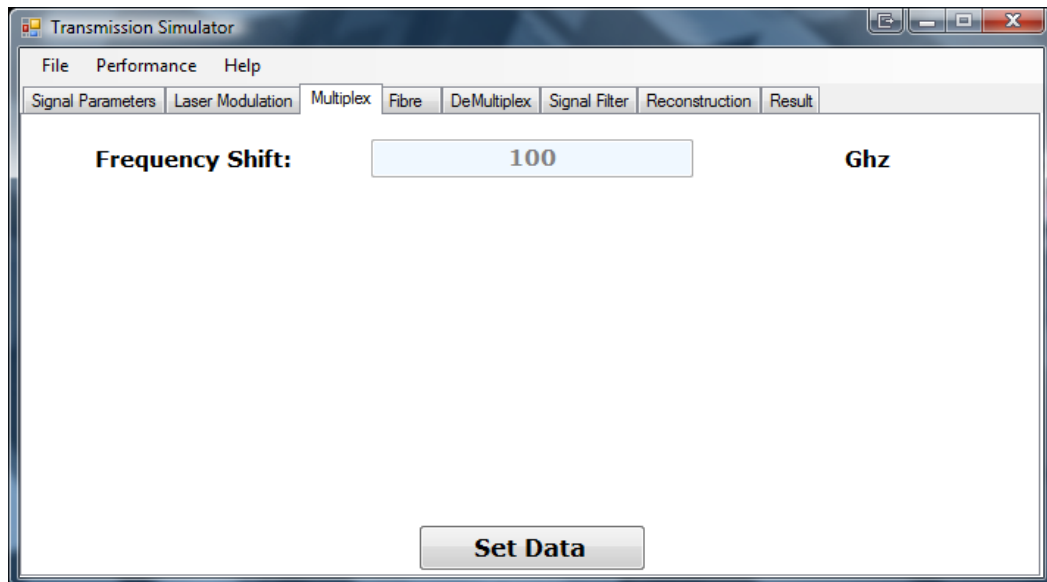 Transmission Simulator
File Performance Help
Signal Parameters Laser Modulation Multiplex Fibre DeMultiplex Signal Filter Reconstruction Result
Frequency Shift: 100 Ghz
Set Data